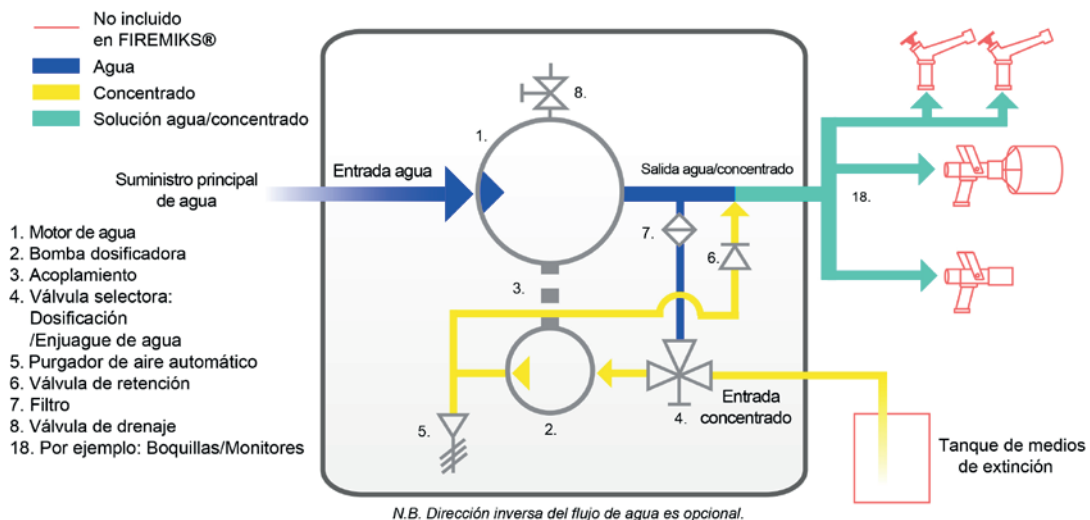 No incluido
en FIREMIKS®
Agua
Concentrado
Solución agua/concentrado
Suministro principal
de agua
Entrada agua
1.
8.
Salida agua/concentrado
7.
6.
3.
18.
1. Motor de agua
2. Bomba dosificadora
3. Acoplamiento
4. Válvula selectora:
Dosificación
/Enjuague de agua
5. Purgador de aire automático
6. Válvula de retención
7. Filtro
8. Válvula de drenaje
18. Por ejemplo: Boquillas/Monitores
5.
2.
4.
Entrada
concentrado
Tanque de medios
de extinción
N.B. Dirección inversa del flujo de agua es opcional.